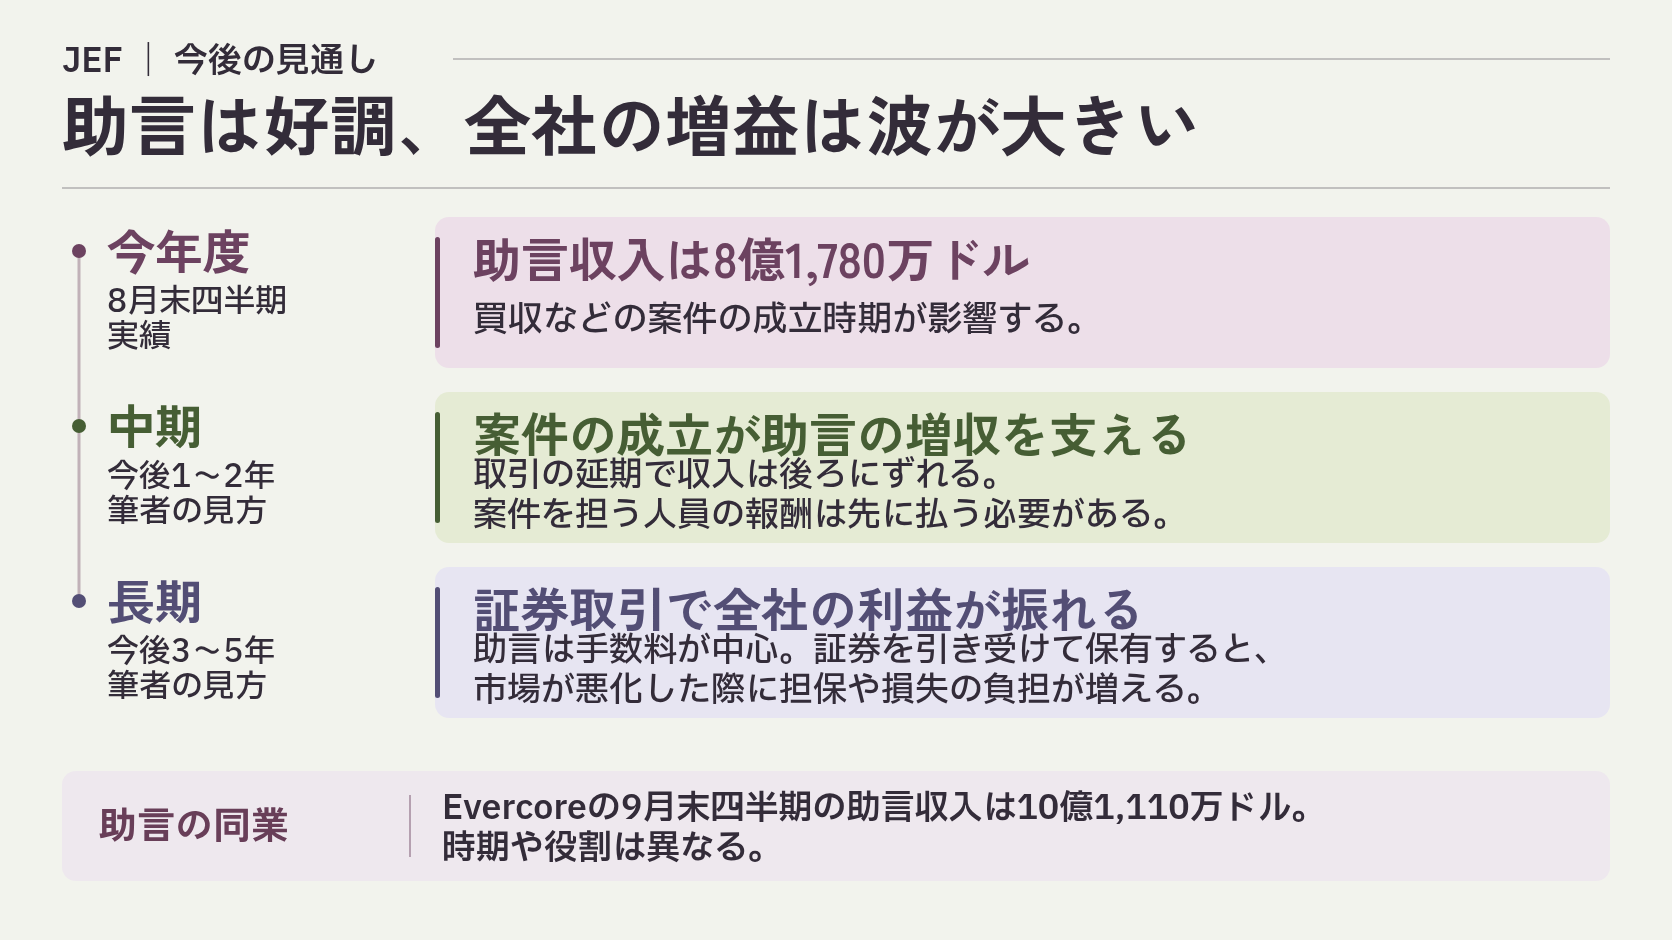 JEF ｜ 今後の見通し
助言は好調、全社の増益は波が大きい
今年度
8月末四半期
実績
助言収入は8億1,780万ドル
買収などの案件の成立時期が影響する。
中期
今後1～2年
筆者の見方
案件の成立が助言の増収を支える
取引の延期で収入は後ろにずれる。
案件を担う人員の報酬は先に払う必要がある。
長期
今後3～5年
筆者の見方
証券取引で全社の利益が振れる
助言は手数料が中心。証券を引き受けて保有すると、
市場が悪化した際に担保や損失の負担が増える。
助言の同業
Evercoreの9月末四半期の助言収入は10億1,110万ドル。
時期や役割は異なる。